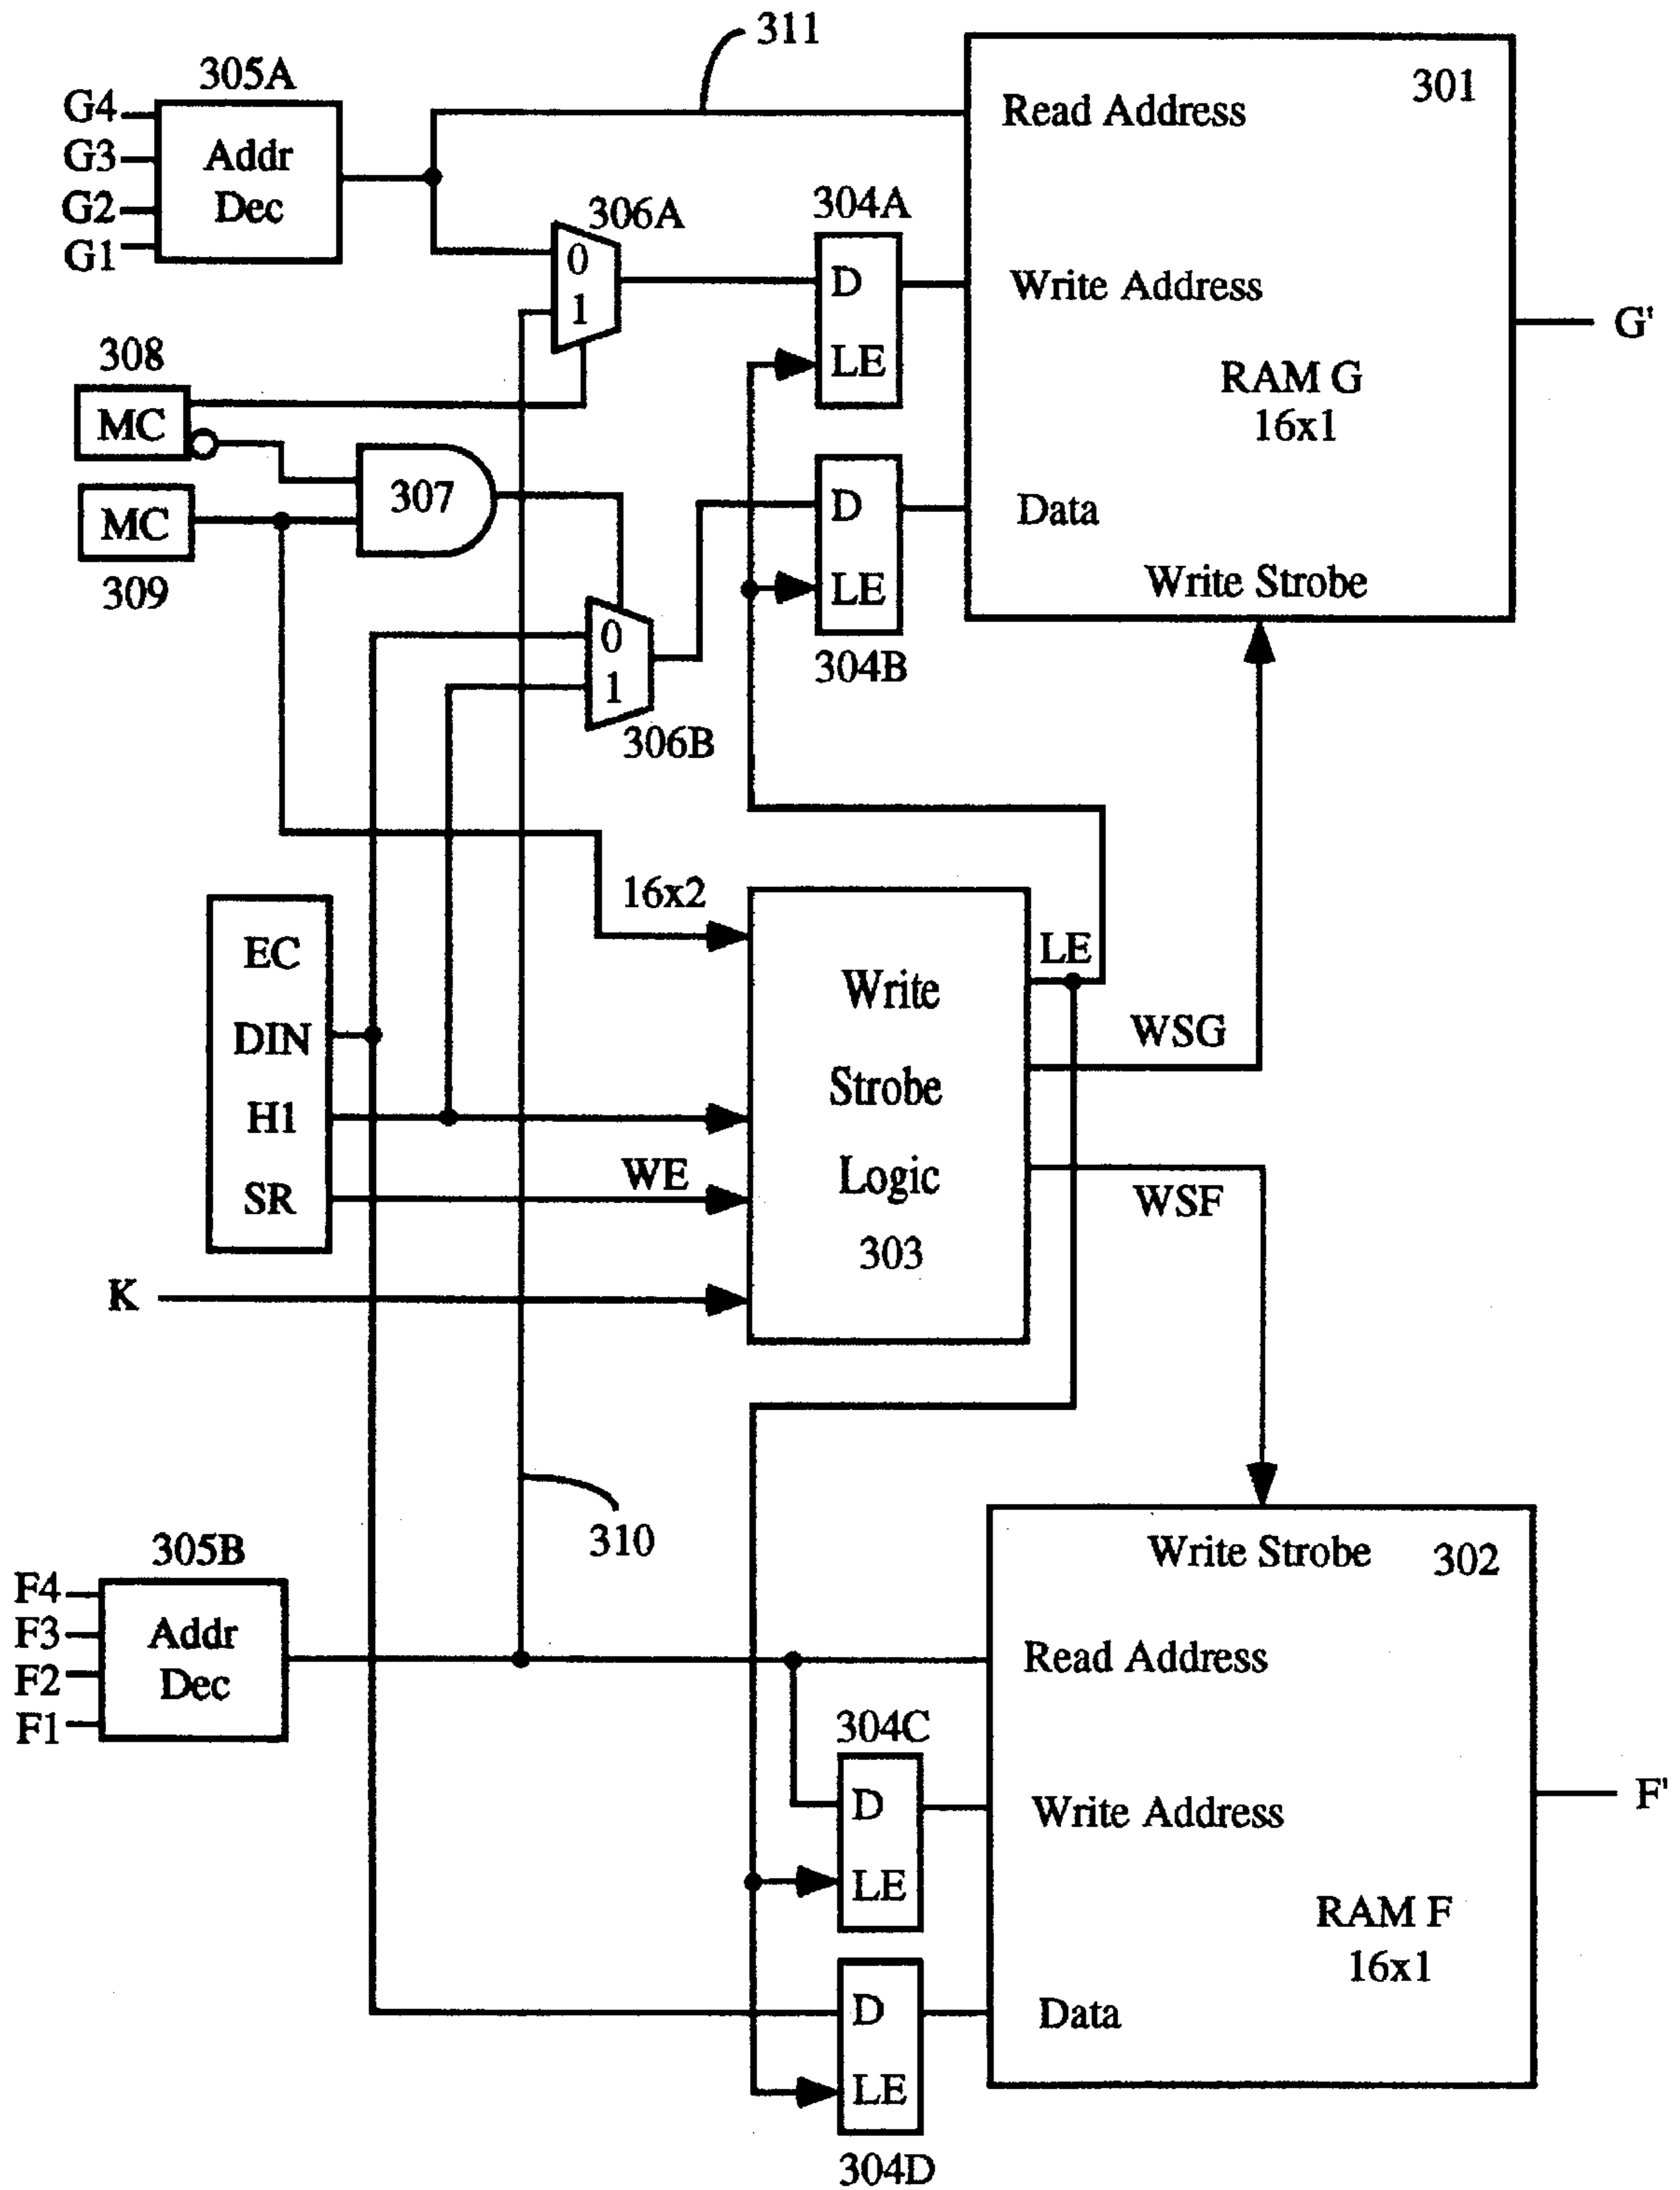 311
305A
G4
G3
G2
G1
Addr
Dec
306A
0
1
304A
D
LE
301
Read Address
Write Address
RAM G
16x1
Data
Write Strobe
G'
308
MC
307
MC
309
D
LE
304B
0
1
306B
16x2
EC
DIN
H1
SR
WE
K
Write
Strobe
Logic
303
LE
WSG
WSF
310
305B
F4
F3
F2
F1
Addr
Dec
Write Strobe
302
Read Address
Write Address
RAM F
16x1
Data
F'
304C
D
LE
D
LE
304D